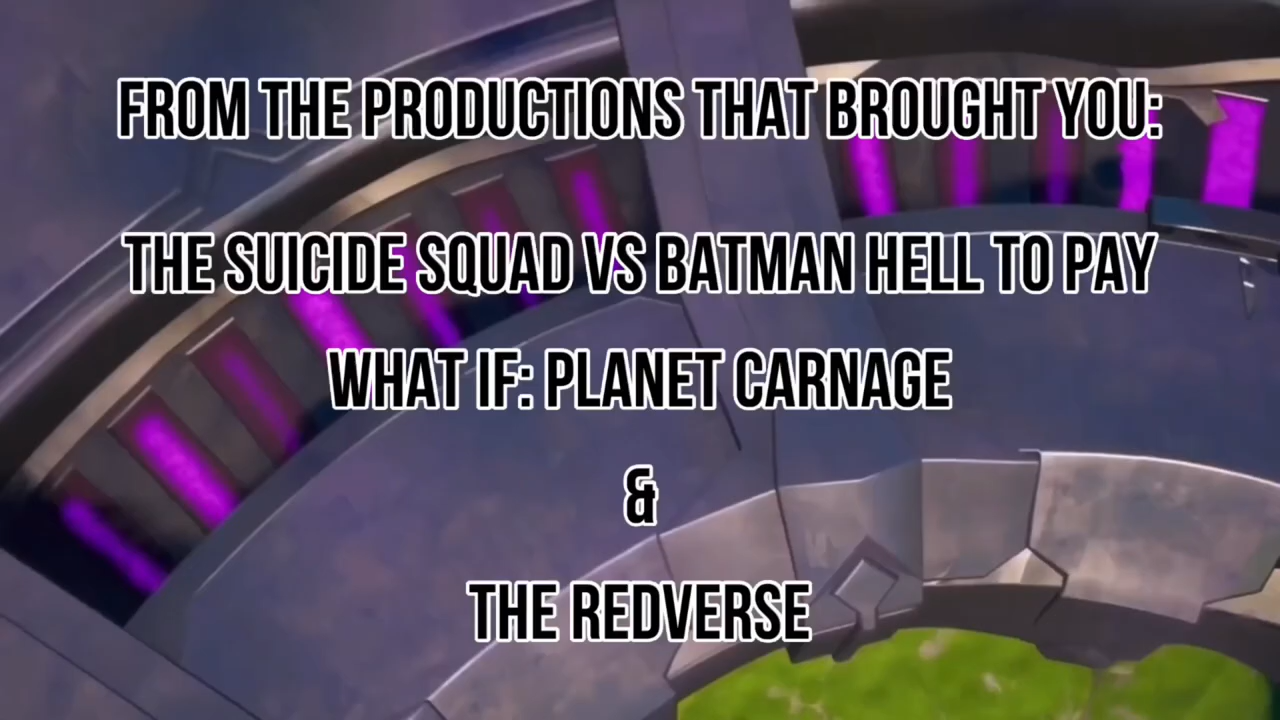 FROM THE PRODUCTIONS THAT BROUGHT YOU:
THE SUICIDE SQUAD VS BATMAN HELL TO PAY
WHAT IF: PLANET CARNAGE
&
THE REDVERSE